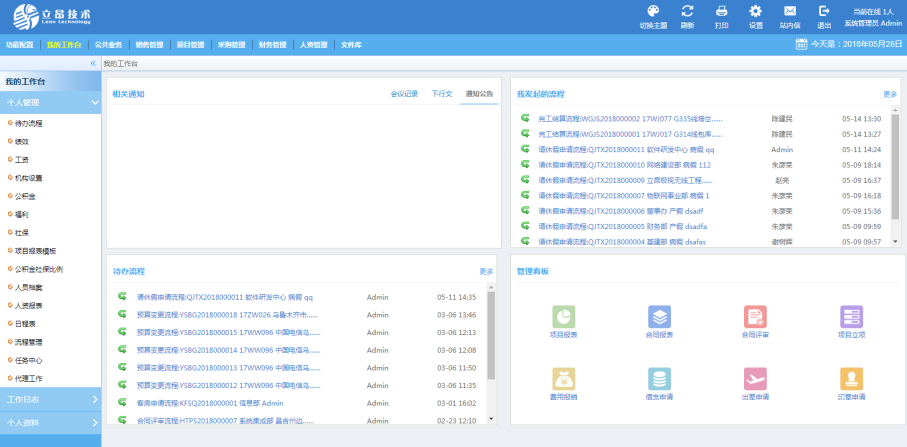 立昂技术
Leon technology
切换主题 刷新 打印 设置 站内信 退出
当前在线 1人
系统管理员 Admin
功能配置 我的工作台 公共业务 销售管理 项目管理 采购管理 财务管理 人资管理 文件库
今天是：2018年05月28日
«
我的工作台
我的工作台
个人管理
待办流程
绩效
工资
机构设置
公积金
福利
社保
项目报表模板
公积金社保比例
人员档案
人资报表
日程表
流程管理
任务中心
代理工作
工作日志
个人资料
相关通知 会议记录 下行文 通知公告
我发起的流程 更多
完工结算流程:WGJS2018000002 17WJ077 G335线塔岔...... 陈建民 05-14 13:30
完工结算流程:WGJS2018000001 17WJ017 G314线包库...... 陈建民 05-14 13:27
请休假申请流程:QJTX2018000011 软件研发中心 病假 qq Admin 05-11 14:24
请休假申请流程:QJTX2018000010 网络建设部 病假 112 朱彦荣 05-09 18:14
请休假申请流程:QJTX2018000009 立昂极视无线工程...... 赵亮 05-09 16:37
请休假申请流程:QJTX2018000007 物联网事业部 病假 1 朱彦荣 05-09 16:18
请休假申请流程:QJTX2018000006 董事办 产假 dsadf 朱彦荣 05-09 15:36
请休假申请流程:QJTX2018000005 财务部 产假 dsadfa 朱彦荣 05-09 09:59
请休假申请流程:QJTX2018000004 基建部 病假 dsafas 谢树辉 05-09 09:57
待办流程 更多
请休假申请流程:QJTX2018000011 软件研发中心 病假 qq Admin 05-11 14:35
预算变更流程:YSBG2018000018 17ZW026 乌鲁木齐市...... Admin 03-06 13:46
预算变更流程:YSBG2018000015 17WW096 中国电信乌...... Admin 03-06 12:13
预算变更流程:YSBG2018000014 17WW096 中国电信乌...... Admin 03-06 12:08
预算变更流程:YSBG2018000013 17WW096 中国电信乌...... Admin 03-06 11:50
预算变更流程:YSBG2018000012 17WW096 中国电信乌...... Admin 03-06 11:35
客房申请流程:KFSQ2018000001 信息部 Admin Admin 03-01 16:02
合同评审流程:HTPS2018000007 系统集成部 昌吉州边...... Admin 02-23 12:10
管理看板
项目报表 合同报表 合同评审 项目立项
费用报销 借支申请 出差申请 印章申请